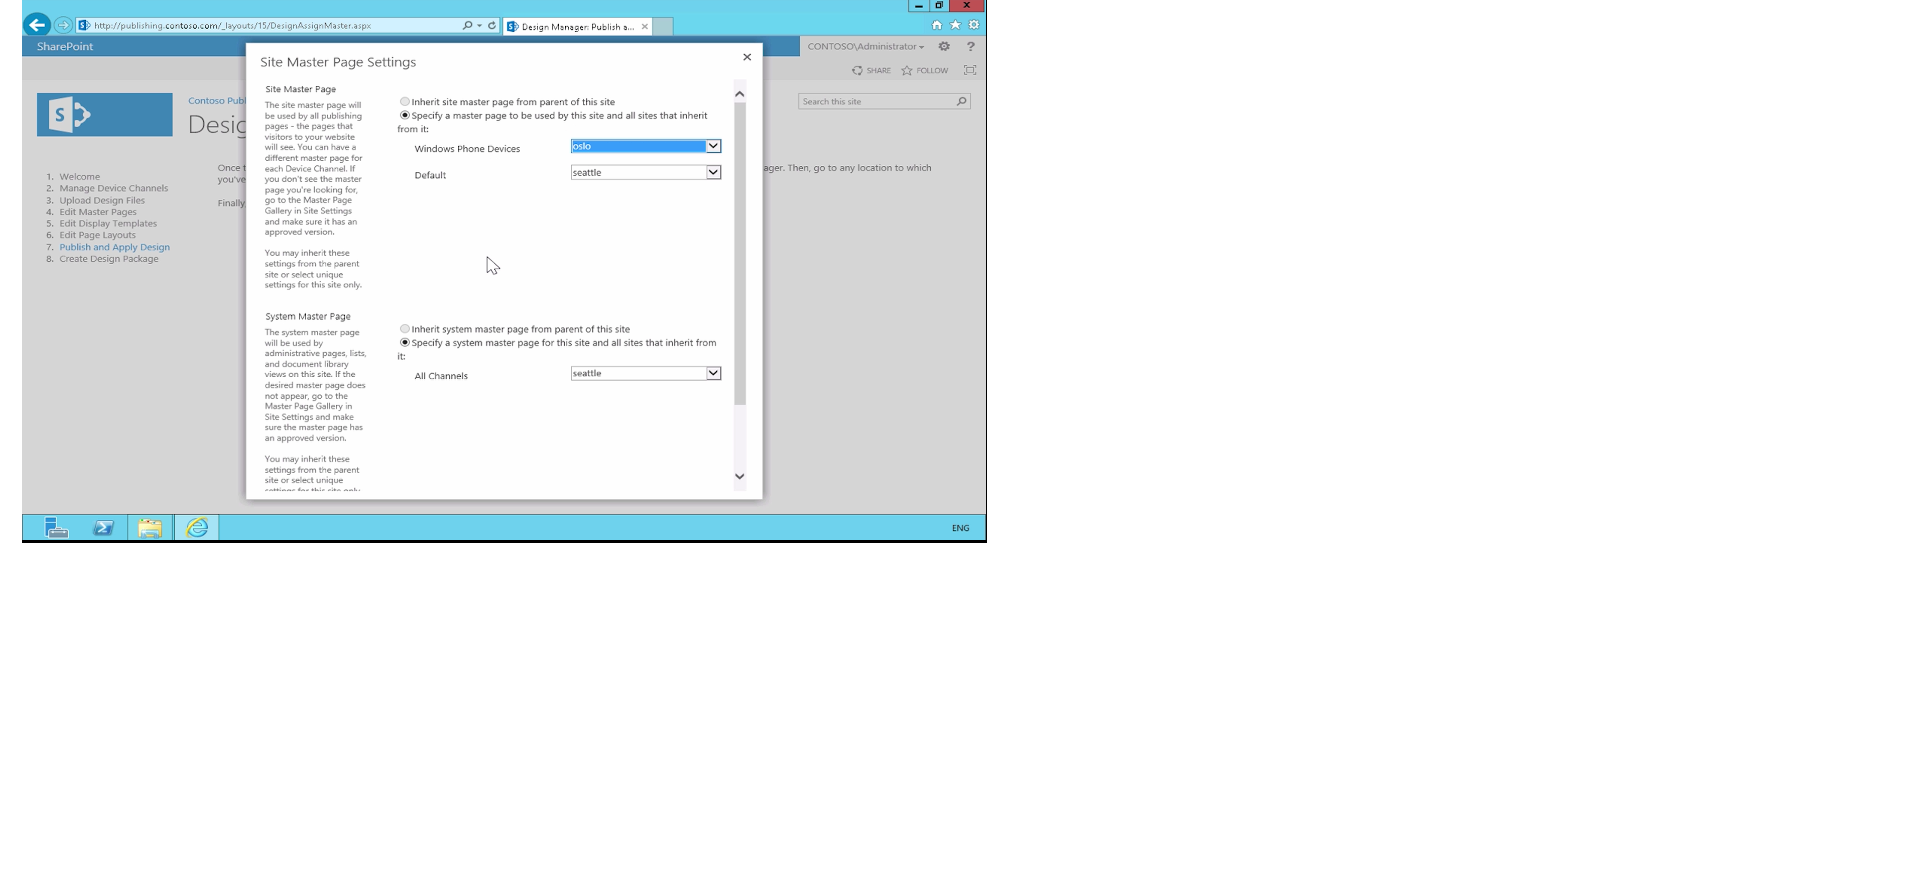 http://publishing.contoso.com/_layouts/15/DesignAssignMaster.aspx
Design Manager: Publish a...
SharePoint
CONTOSO\Administrator
?
SHARE
FOLLOW
S
Contoso Publ
Desig
Search this site
Once t
ager. Then, go to any location to which
you've
Finally
1. Welcome
2. Manage Device Channels
3. Upload Design Files
4. Edit Master Pages
5. Edit Display Templates
6. Edit Page Layouts
7. Publish and Apply Design
8. Create Design Package
Site Master Page Settings
Site Master Page
The site master page will
be used by all publishing
pages - the pages that
visitors to your website
will see. You can have a
different master page for
each Device Channel. If
you don't see the master
page you're looking for,
go to the Master Page
Gallery in Site Settings
and make sure it has an
approved version.
You may inherit these
settings from the parent
site or select unique
settings for this site only.
Inherit site master page from parent of this site
Specify a master page to be used by this site and all sites that inherit
from it:
Windows Phone Devices
oslo
Default
seattle
System Master Page
The system master page
will be used by
administrative pages, lists,
and document library
views on this site. If the
desired master page does
not appear, go to the
Master Page Gallery in
Site Settings and make
sure the master page has
an approved version.
You may inherit these
settings from the parent
site or select unique
settings for this site only.
Inherit system master page from parent of this site
Specify a system master page for this site and all sites that inherit from
it:
All Channels
seattle
ENG